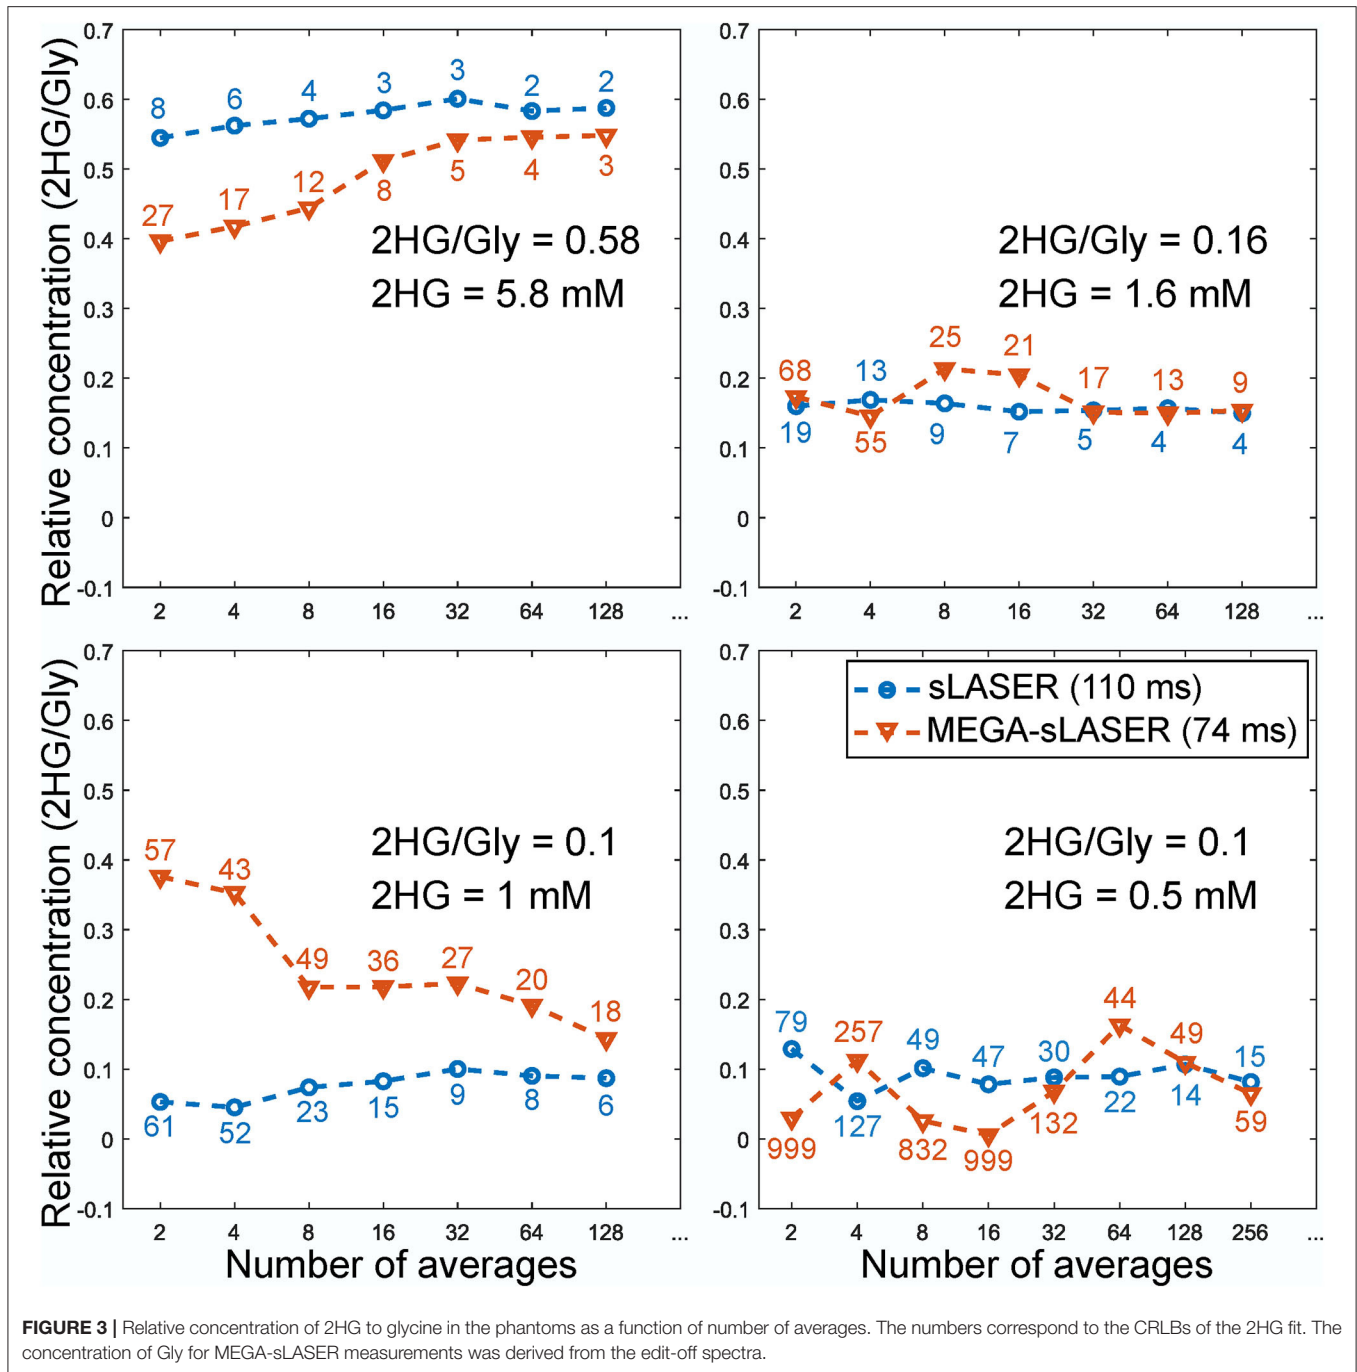 Relative concentration (2HG/Gly)
0.7
0.6
0.5
0.4
0.3
0.2
0.1
0
-0.1
8 6 4 3 3 2 2
27 17 12 8 5 4 3
2HG/Gly = 0.58
2HG = 5.8 mM
2 4 8 16 32 64 128 ...
0.7
0.6
0.5
0.4
0.3
0.2
0.1
0
-0.1
68 13 25 21 17 13 9
19 55 9 7 5 4 4
2HG/Gly = 0.16
2HG = 1.6 mM
2 4 8 16 32 64 128 ...
Relative concentration (2HG/Gly)
0.7
0.6
0.5
0.4
0.3
0.2
0.1
0
-0.1
57 43 49 36 27 20 18
61 52 23 15 9 8 6
2HG/Gly = 0.1
2HG = 1 mM
2 4 8 16 32 64 128 ...
Number of averages
0.7
0.6
0.5
0.4
0.3
0.2
0.1
0
-0.1
sLASER (110 ms)
MEGA-sLASER (74 ms)
2HG/Gly = 0.1
2HG = 0.5 mM
79 257 49 47 30 44 49 15
999 127 832 999 132 22 14 59
2 4 8 16 32 64 128 256 ...
Number of averages
FIGURE 3 | Relative concentration of 2HG to glycine in the phantoms as a function of number of averages. The numbers correspond to the CRLBs of the 2HG fit. The
concentration of Gly for MEGA-sLASER measurements was derived from the edit-off spectra.